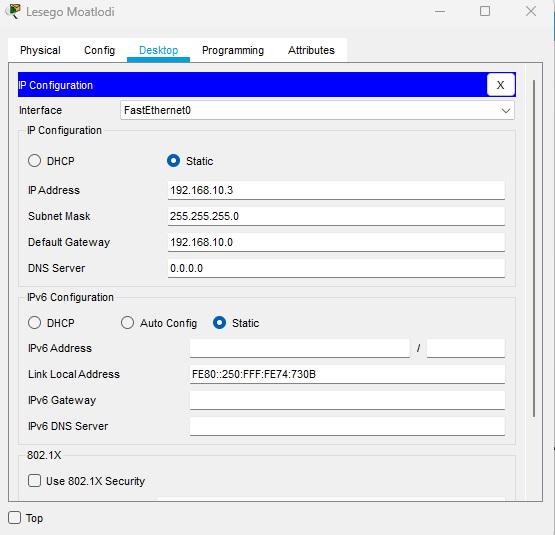 Lesego Moatlodi
Physical Config Desktop Programming Attributes
IP Configuration X
Interface FastEthernet0
IP Configuration
DHCP Static
IP Address 192.168.10.3
Subnet Mask 255.255.255.0
Default Gateway 192.168.10.0
DNS Server 0.0.0.0
IPv6 Configuration
DHCP Auto Config Static
IPv6 Address /
Link Local Address FE80::250:FFF:FE74:730B
IPv6 Gateway
IPv6 DNS Server
802.1X
Use 802.1X Security
Top